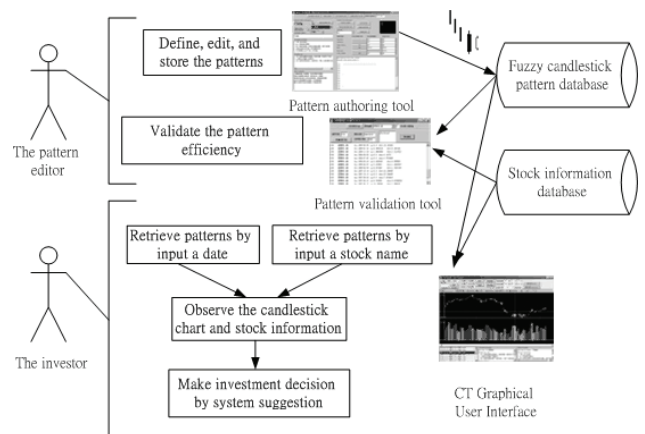 Define, edit, and
store the patterns
Pattern authoring tool
Fuzzy candlestick
pattern database
Validate the pattern
efficiency
The pattern
editor
Pattern validation tool
Stock information
database
Retrieve patterns by
input a date
Retrieve patterns by
input a stock name
Observe the candlestick
chart and stock information
The investor
Make investment decision
by system suggestion
CT Graphical
User Interface